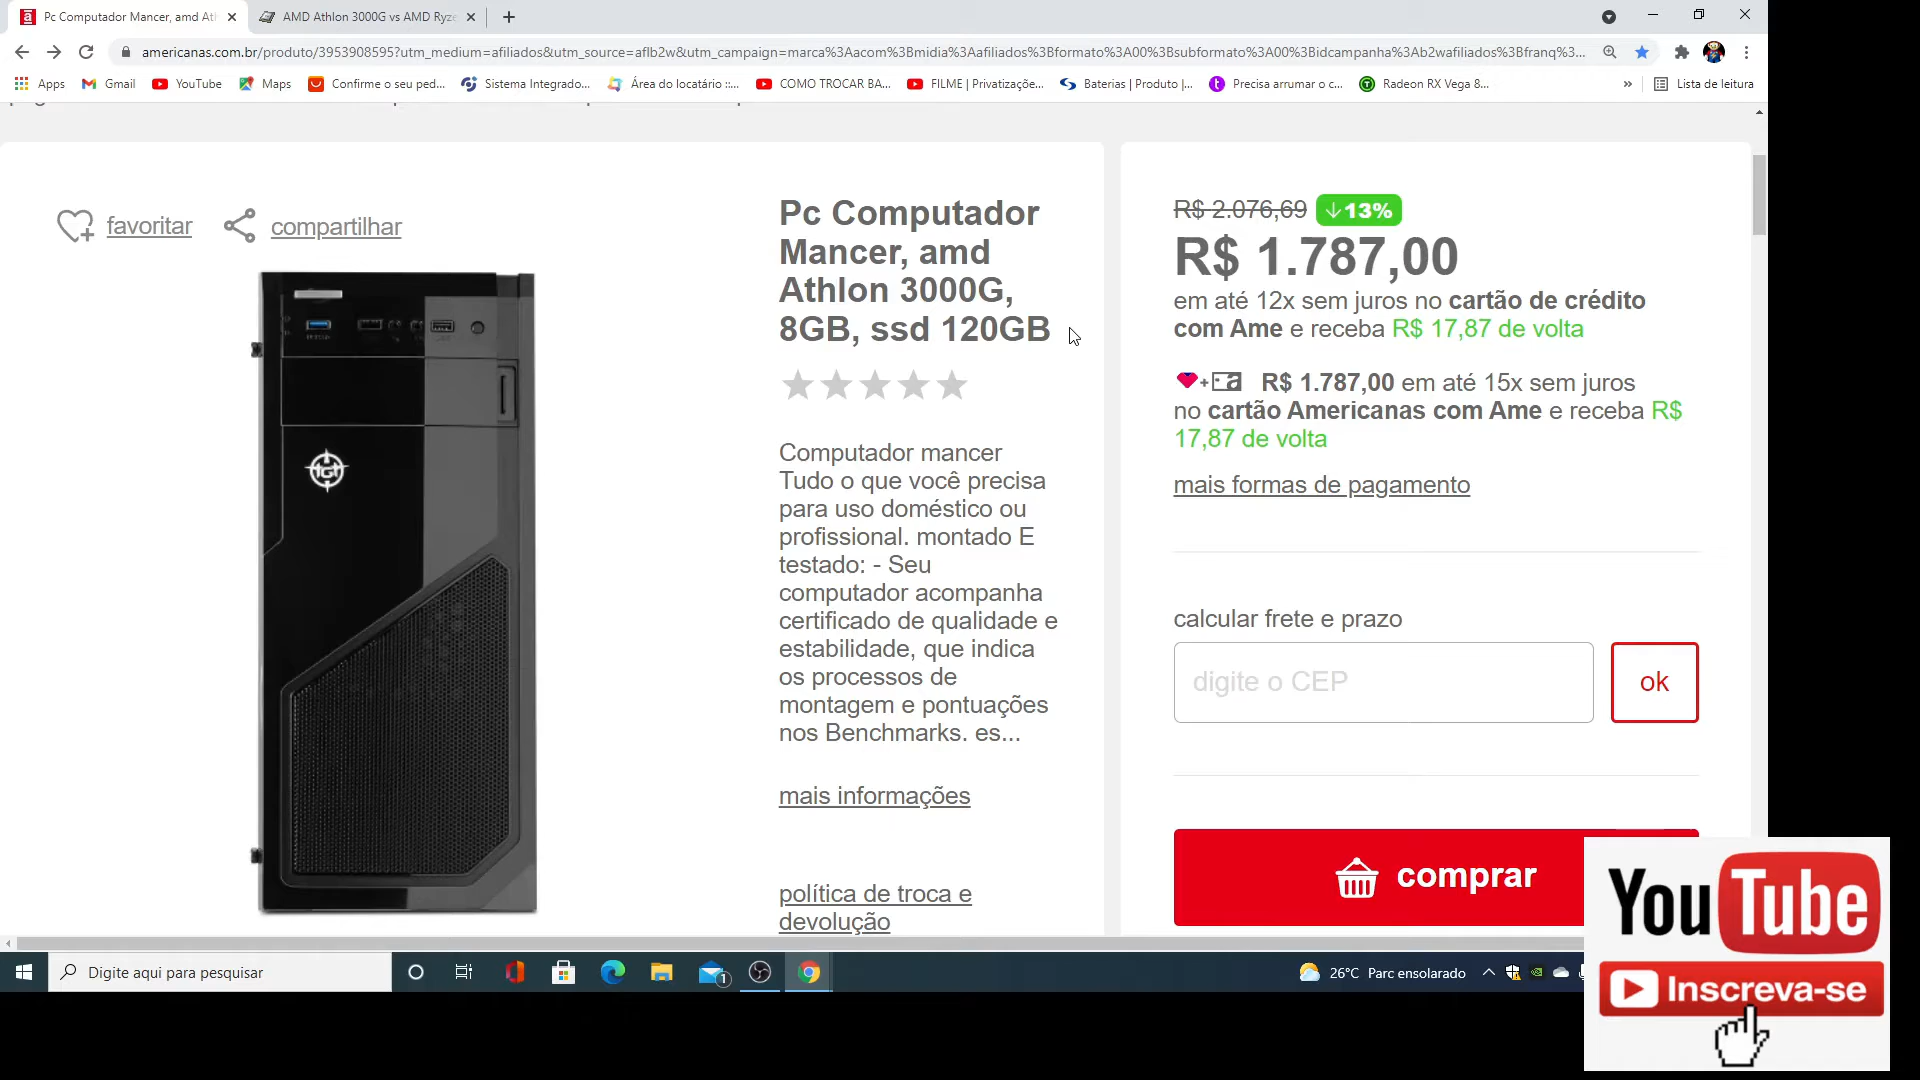 Pc Computador Mancer, amd Ath
AMD Athlon 3000G vs AMD Ryze
americanas.com.br/produto/3953908595?utm_medium=afiliados&utm_source=aflb2w&utm_campaign=marca%3Aacom%3Bmidia%3Aafiliados%3Bformato%3A00%3Bsubformato%3A00%3Bidcampanha%3Ab2wafiliados%3Bfranq%3...
Apps
Gmail
YouTube
Maps
Confirme o seu ped...
Sistema Integrado...
Área do locatário ::...
COMO TROCAR BA...
FILME | Privatizaçõe...
Baterias | Produto |...
Precisa arrumar o c...
Radeon RX Vega 8...
»
Lista de leitura
favoritar
compartilhar
Pc Computador
Mancer, amd
Athlon 3000G,
8GB, ssd 120GB
Computador mancer
Tudo o que você precisa
para uso doméstico ou
profissional. montado E
testado: - Seu
computador acompanha
certificado de qualidade e
estabilidade, que indica
os processos de
montagem e pontuações
nos Benchmarks. es...
mais informações
política de troca e
devolução
R$ 2.076,69 13%
R$ 1.787,00
em até 12x sem juros no cartão de crédito
com Ame e receba R$ 17,87 de volta
R$ 1.787,00 em até 15x sem juros
no cartão Americanas com Ame e receba R$
17,87 de volta
mais formas de pagamento
calcular frete e prazo
digite o CEP
ok
comprar
Digite aqui para pesquisar
1
26°C Parc ensolarado
YouTube
Inscreva-se